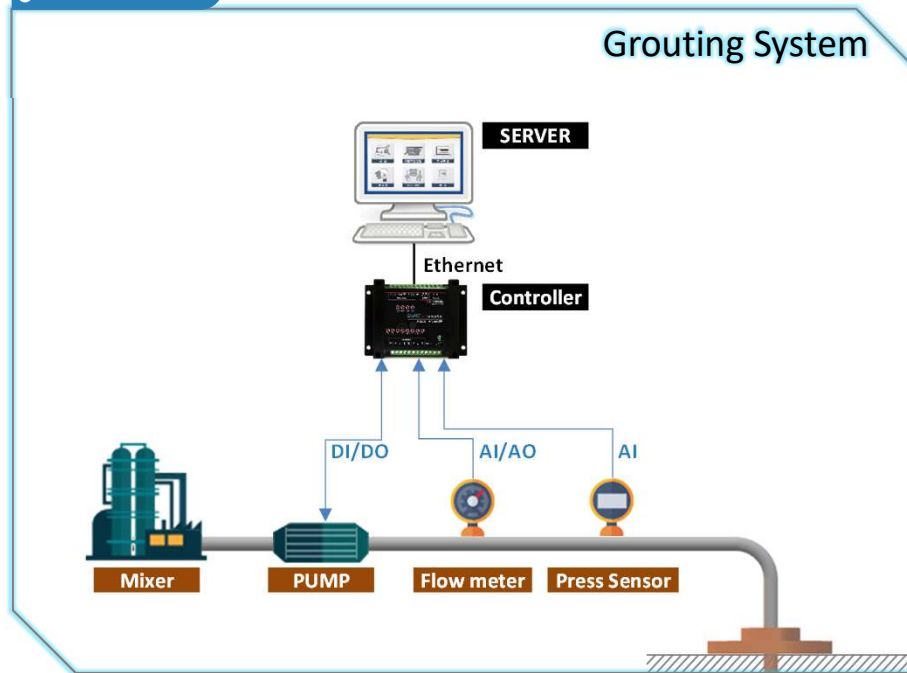 Grouting System
SERVER
Ethernet
Controller
DI/DO
AI/AO
AI
Mixer
PUMP
Flow meter
Press Sensor